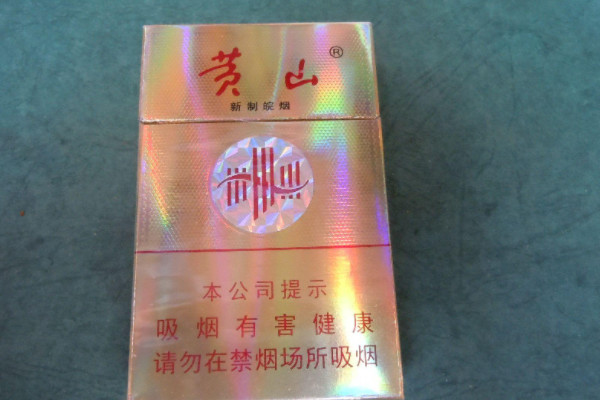 黄山®
新制皖烟
本公司提示
吸烟有害健康
请勿在禁烟场所吸烟